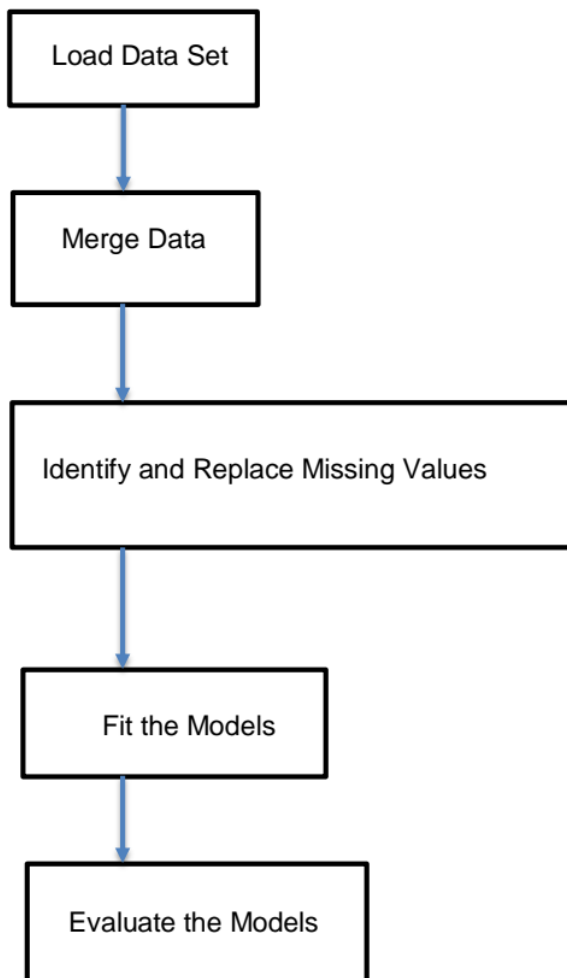 Load Data Set
Merge Data
Identify and Replace Missing Values
Fit the Models
Evaluate the Models